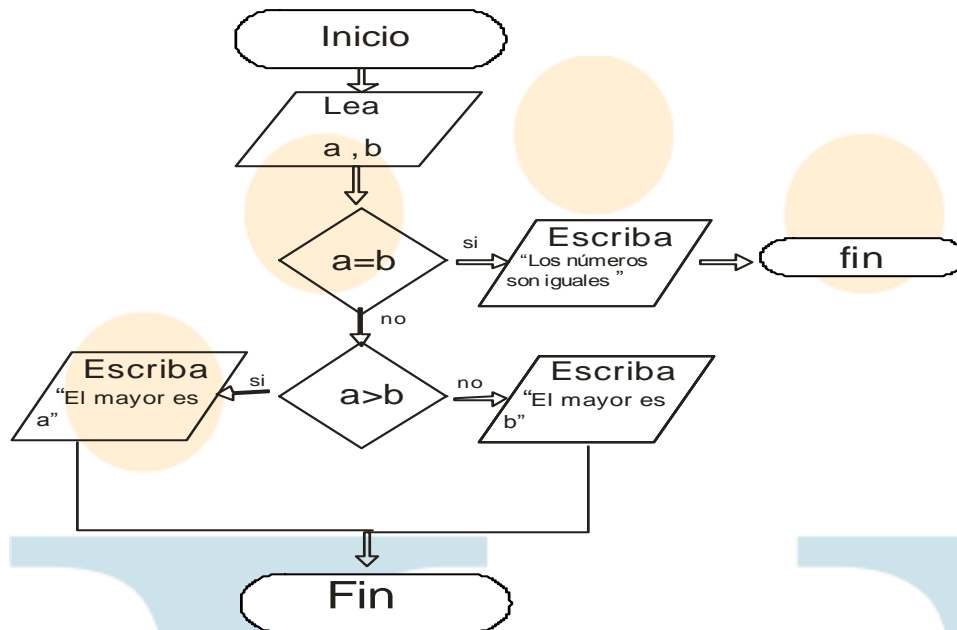 Inicio
Lea
a , b
a=b
si
Escriba
“Los números
son iguales ”
fin
no
a>b
si
Escriba
“El mayor es
a”
no
Escriba
“El mayor es
b”
Fin